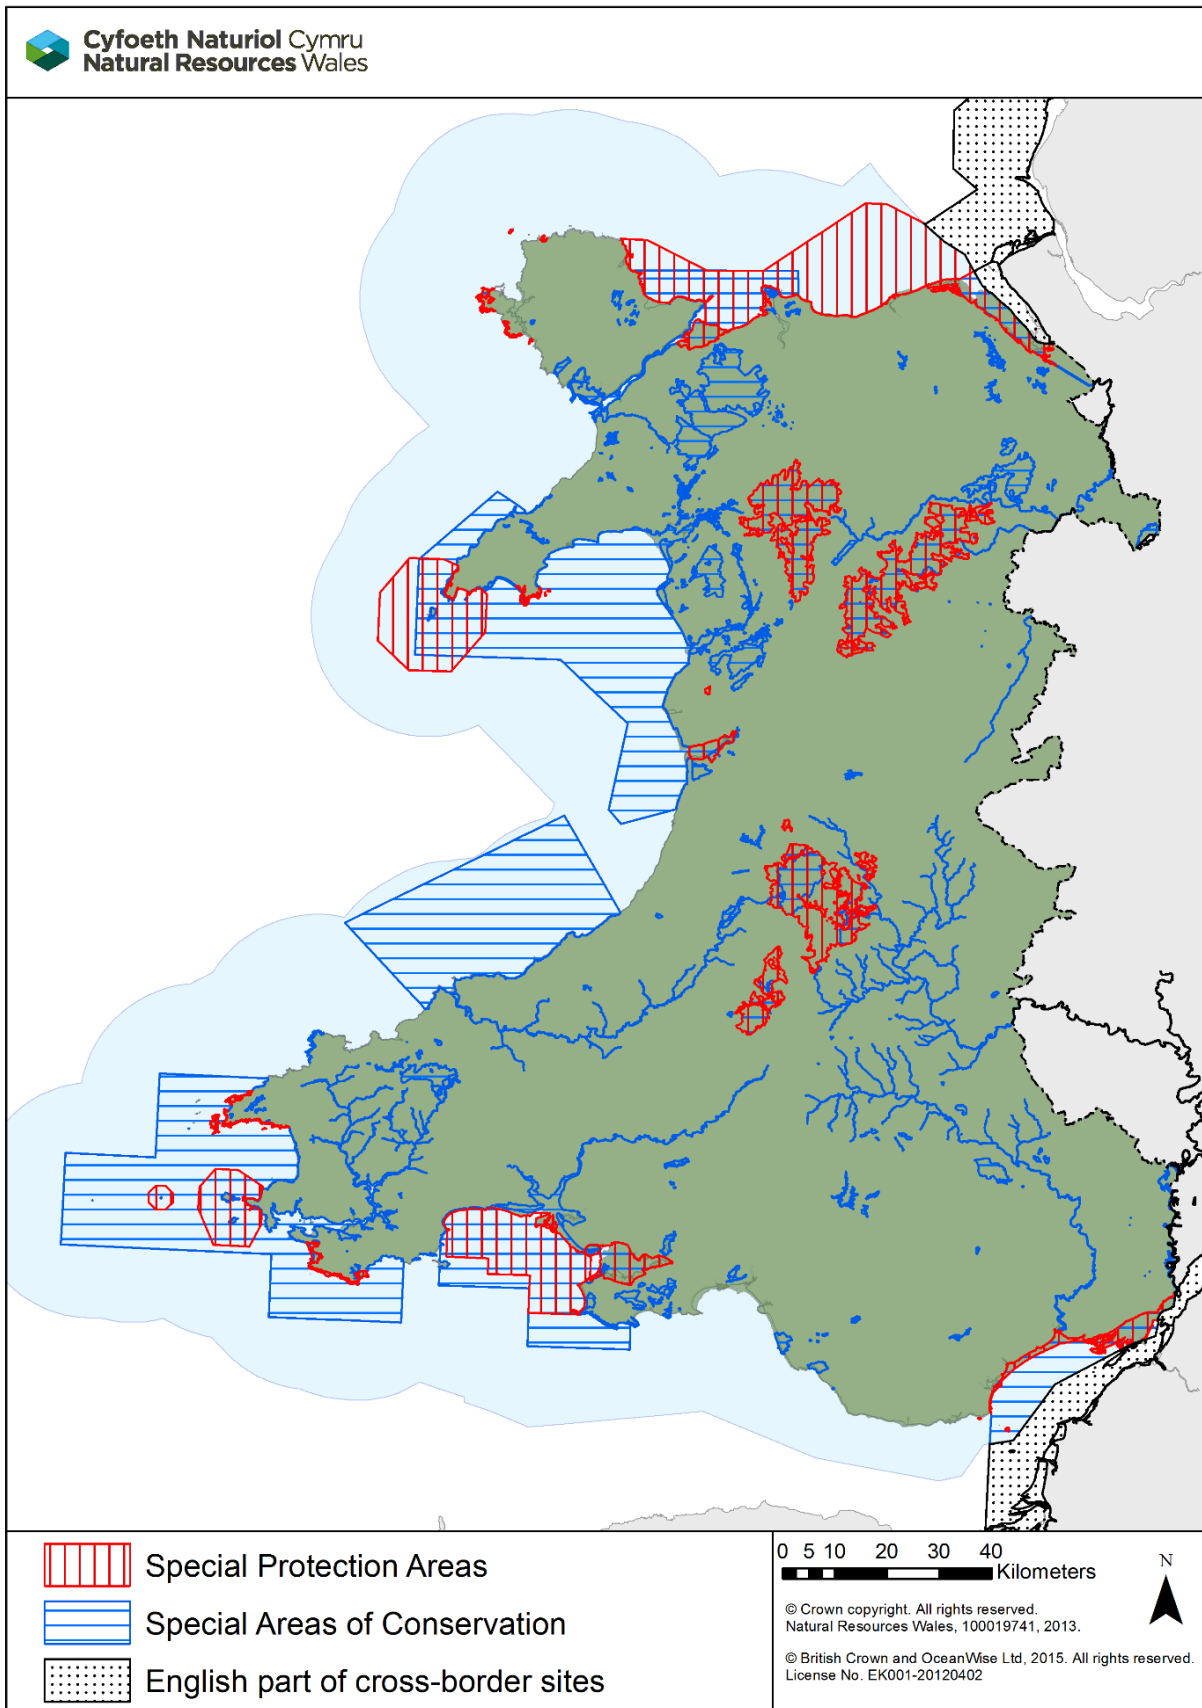 Cyfoeth Naturiol Cymru
Natural Resources Wales
Special Protection Areas
Special Areas of Conservation
English part of cross-border sites
0 5 10 20 30 40
Kilometers
N
© Crown copyright. All rights reserved.
Natural Resources Wales, 100019741, 2013.
© British Crown and OceanWise Ltd, 2015. All rights reserved.
License No. EK001-20120402